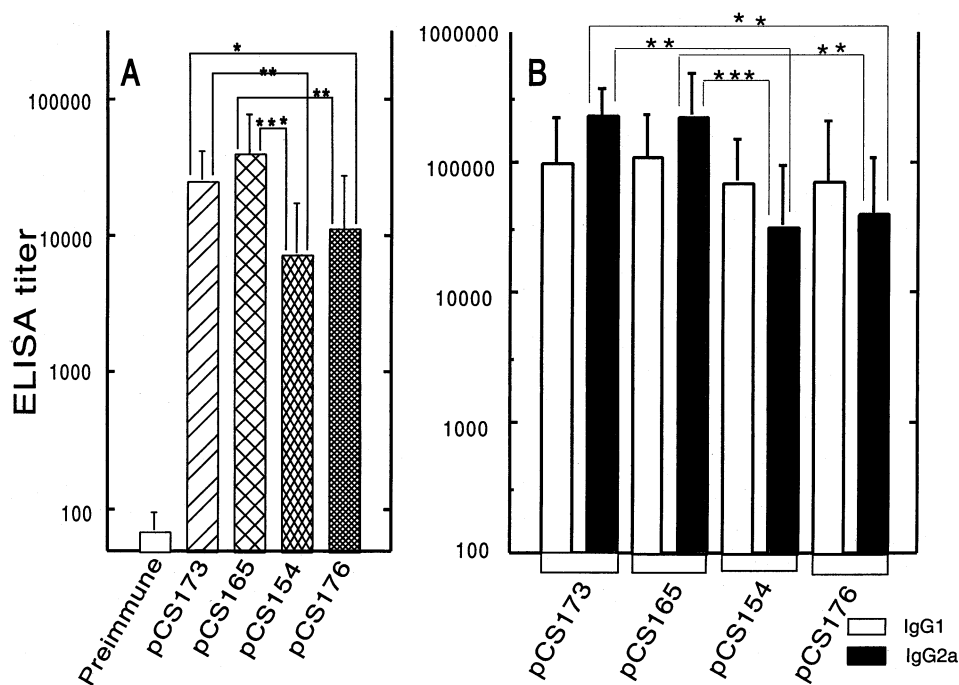 ELISA titer
A
100000
10000
1000
100
*
**
**
***
Preimmune
pCS173
pCS165
pCS154
pCS176
B
1000000
100000
10000
1000
100
**
**
**
***
pCS173
pCS165
pCS154
pCS176
IgG1
IgG2a